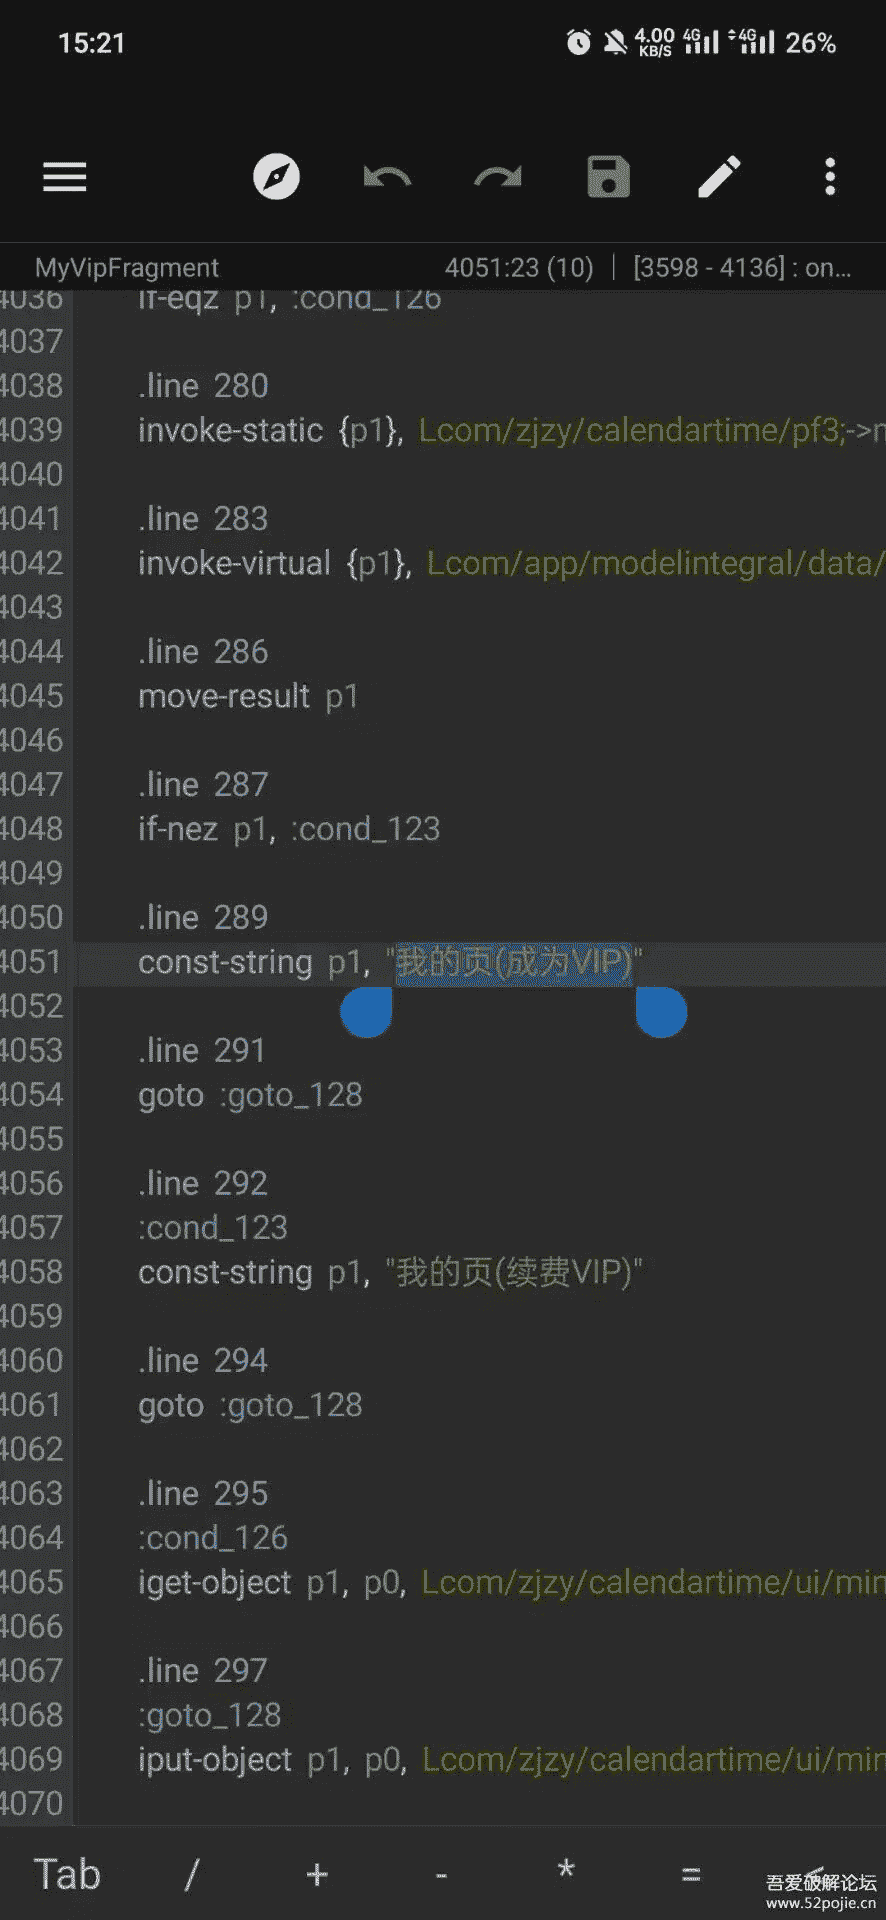 15:21 4.00 KB/S 4G 4G 26%
MyVipFragment 4051:23 (10) | [3598 - 4136] : on...
4036 if-eqz p1, :cond_126
4037
4038 .line 280
4039 invoke-static {p1}, Lcom/zjzy/calendartime/pf3;->
4040
4041 .line 283
4042 invoke-virtual {p1}, Lcom/app/modelintegral/data/
4043
4044 .line 286
4045 move-result p1
4046
4047 .line 287
4048 if-nez p1, :cond_123
4049
4050 .line 289
4051 const-string p1, "我的页(成为VIP)"
4052
4053 .line 291
4054 goto :goto_128
4055
4056 .line 292
4057 :cond_123
4058 const-string p1, "我的页(续费VIP)"
4059
4060 .line 294
4061 goto :goto_128
4062
4063 .line 295
4064 :cond_126
4065 iget-object p1, p0, Lcom/zjzy/calendartime/ui/min
4066
4067 .line 297
4068 :goto_128
4069 iput-object p1, p0, Lcom/zjzy/calendartime/ui/min
4070
Tab / + - * = <
吾爱破解论坛
www.52pojie.cn